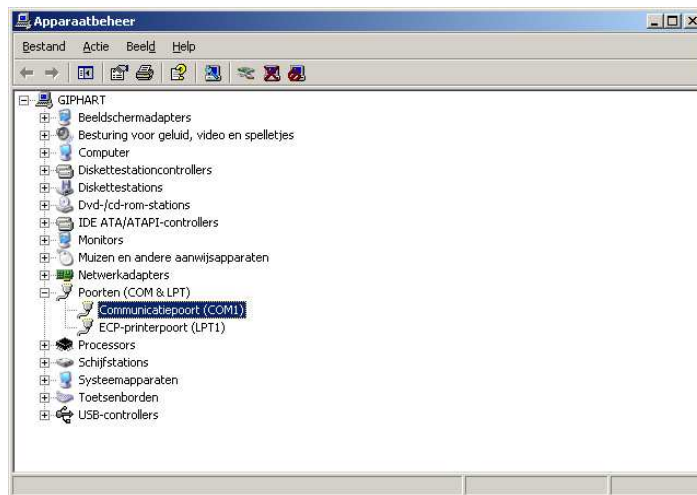 Apparaatbeheer
Bestand Actie Beeld Help
GIPHART
Beeldschermadapters
Besturing voor geluid, video en spelletjes
Computer
Diskettestationcontrollers
Diskettestations
Dvd-/cd-rom-stations
IDE ATA/ATAPI-controllers
Monitors
Muizen en andere aanwijsapparaten
Netwerkadapters
Poorten (COM & LPT)
Communicatiepoort (COM1)
ECP-printerpoort (LPT1)
Processors
Schijfstations
Systeemapparaten
Toetsenborden
USB-controllers